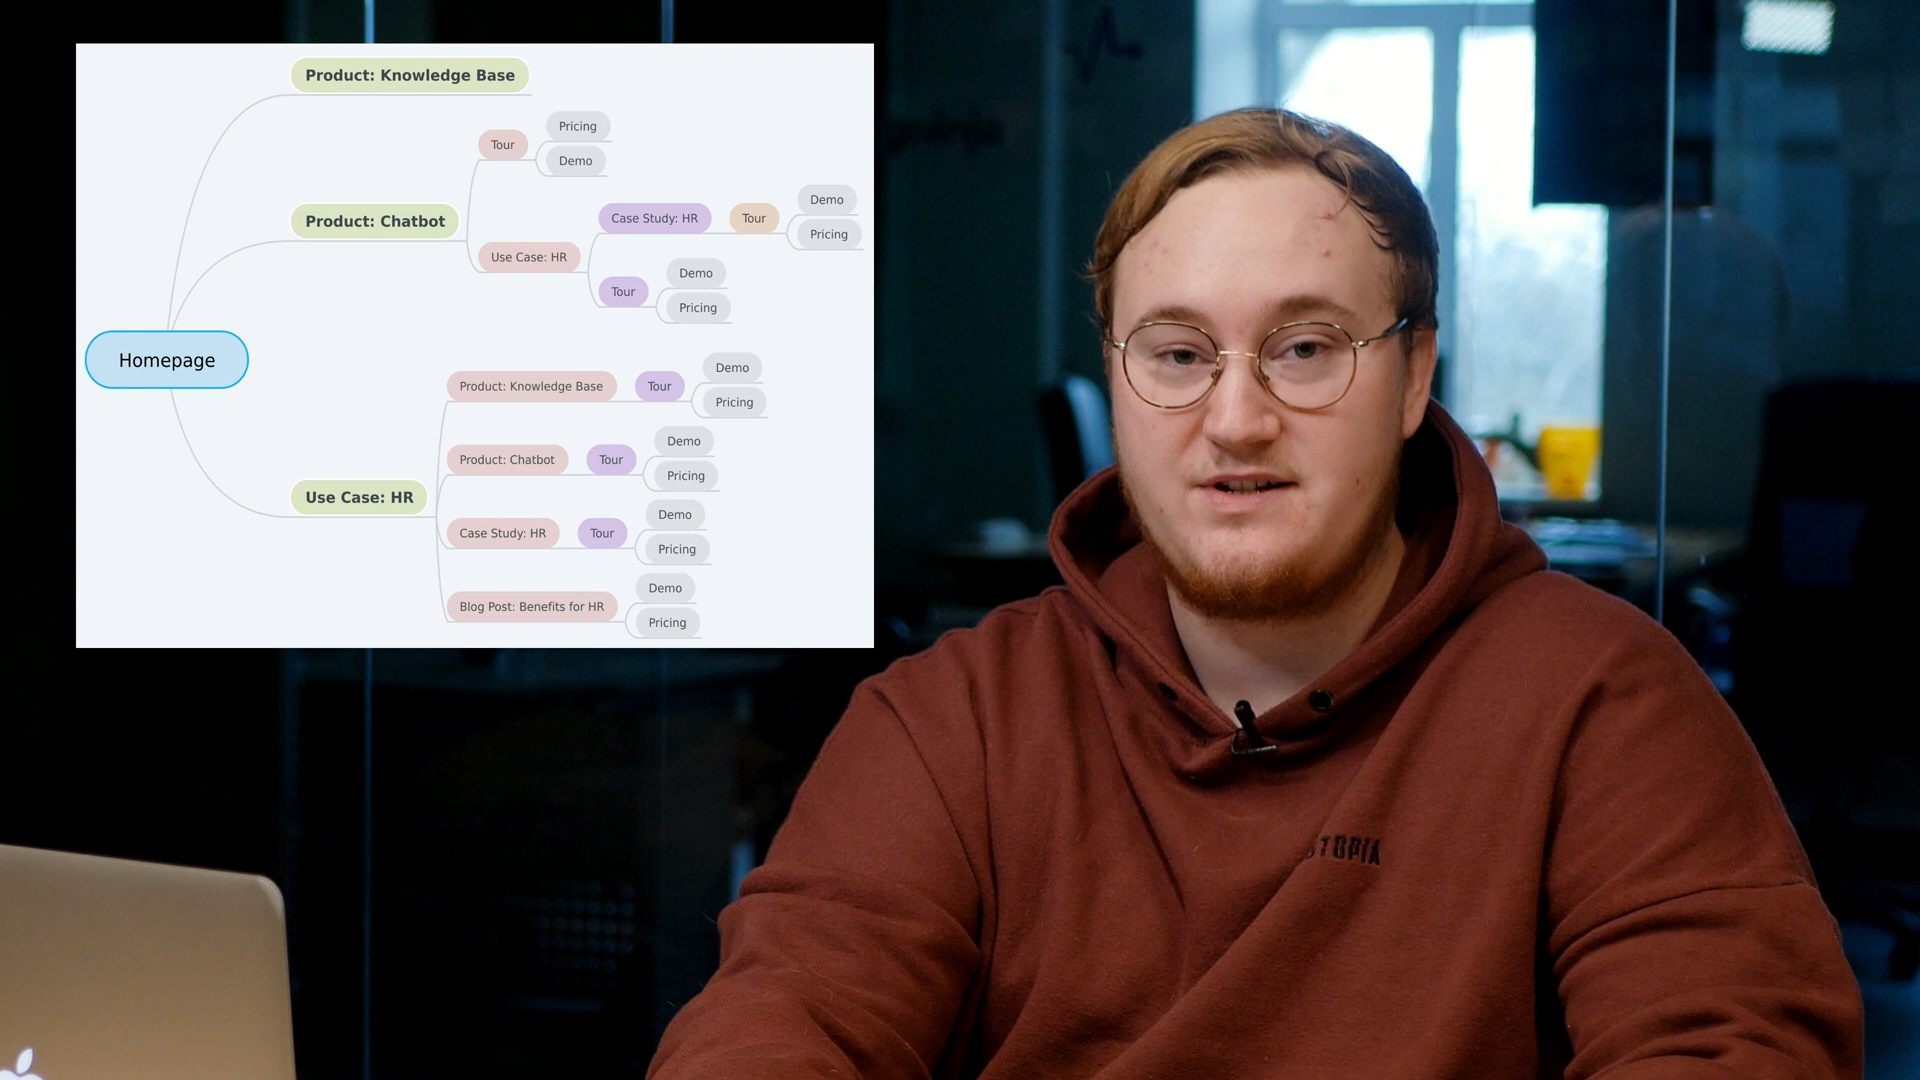 Product: Knowledge Base
Pricing
Tour
Demo
Product: Chatbot
Case Study: HR
Tour
Demo
Pricing
Use Case: HR
Tour
Demo
Pricing
Homepage
Product: Knowledge Base
Tour
Demo
Pricing
Product: Chatbot
Tour
Demo
Pricing
Use Case: HR
Case Study: HR
Tour
Demo
Pricing
Blog Post: Benefits for HR
Demo
Pricing